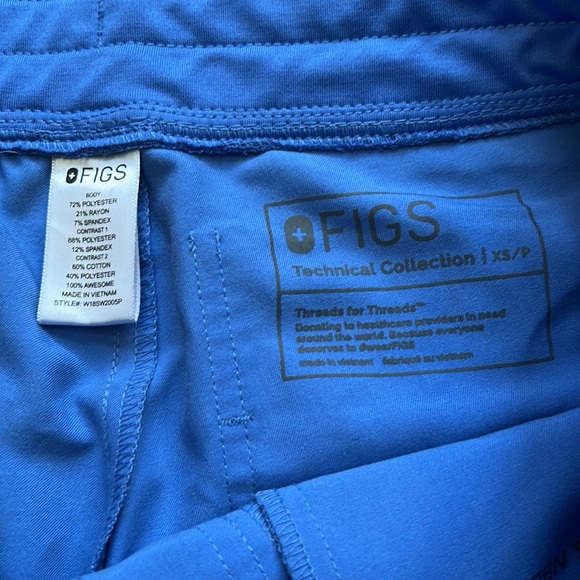 FIGS
BODY
72% POLYESTER
21% RAYON
7% SPANDEX
CONTRAST 1
88% POLYESTER
12% SPANDEX
CONTRAST 2
60% COTTON
40% POLYESTER
100% AWESOME
MADE IN VIETNAM
STYLE#: W18SW2005P
FIGS
Technical Collection | XS/P
Threads for Threads™
Donating to healthcare providers in need
around the world. Because everyone
deserves to #wearFIGS
made in vietnam fabriqué au vietnam